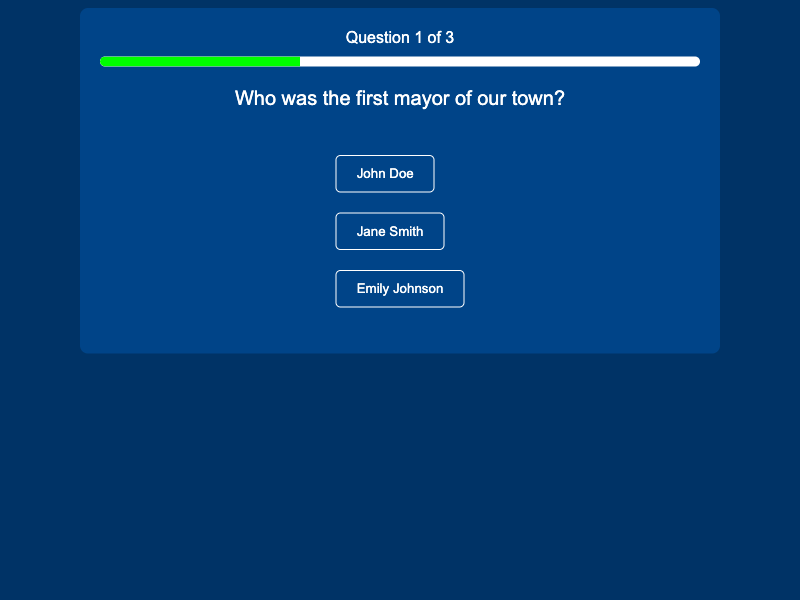 Question 1 of 3
Who was the first mayor of our town?
John Doe
Jane Smith
Emily Johnson